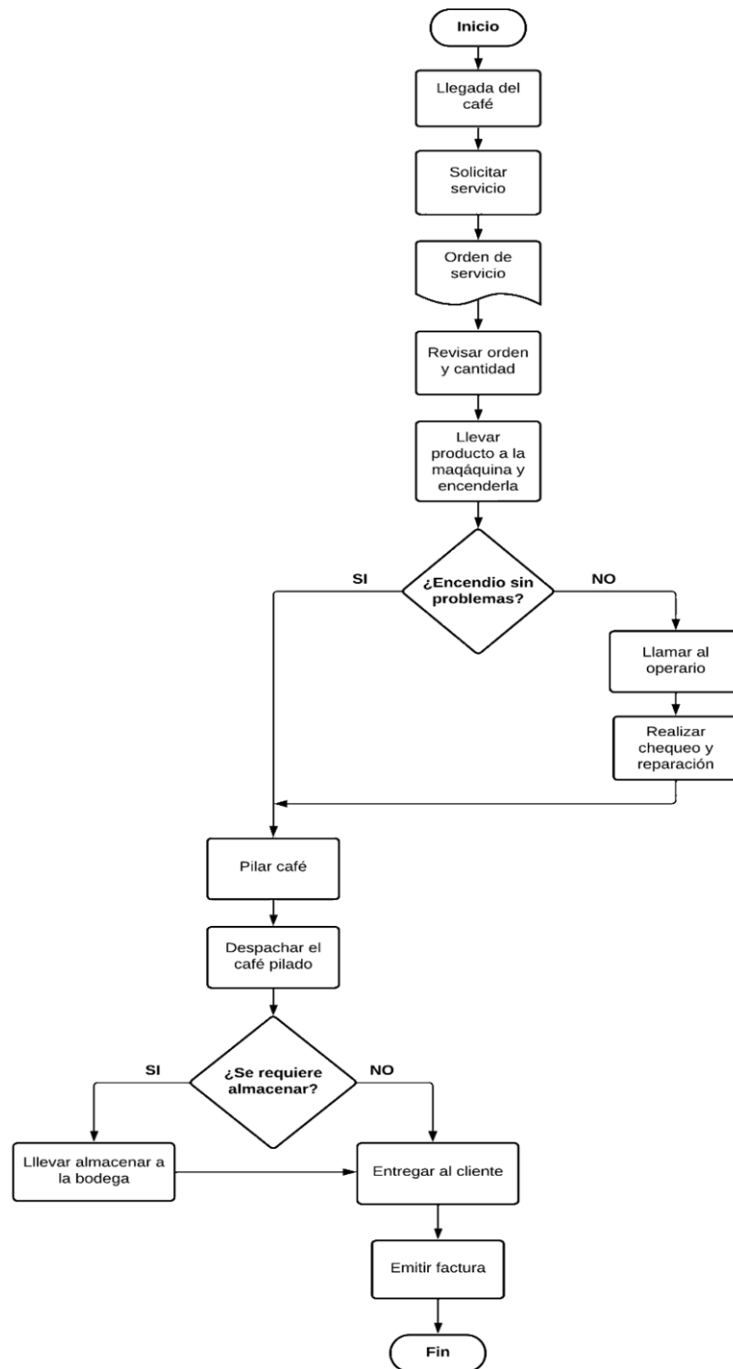 Inicio
Llegada del
café
Solicitar
servicio
Orden de
servicio
Revisar orden
y cantidad
Llevar
producto a la
maqáquina y
encenderla
SI
¿Encendio sin
problemas?
NO
Llamar al
operario
Realizar
chequeo y
reparación
Pilar café
Despachar el
café pilado
SI
¿Se requiere
almacenar?
NO
Lllevar almacenar a
la bodega
Entregar al cliente
Emitir factura
Fin